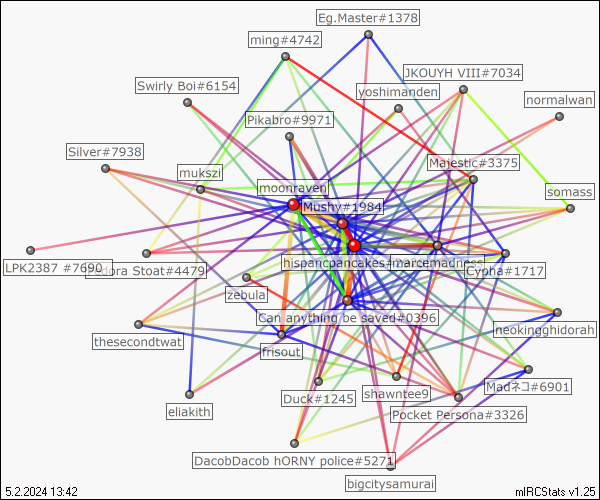 Eg.Master#1378
ming#4742
JKOUYH VIII#7034
Swirly Boi#6154
yoshimanden
normalwan
Pikabro#9971
Silver#7938
Majestic#3375
mukszi
moonraven
somass
Mushy#1984
LPK2387 #7690
dora Stoat#4479
hispanicpancakes#
marcemadness
Cypha#1717
zebula
Can anything be saved#0396
neokingghidorah
thesecondtwat
frisout
Duck#1245
shawntee9
Madネコ#6901
eliakith
Pocket Persona#3326
DacobDacob hORNY police#5271
bigcitysamurai
5.2.2024 13:42
mIRCStats v1.25